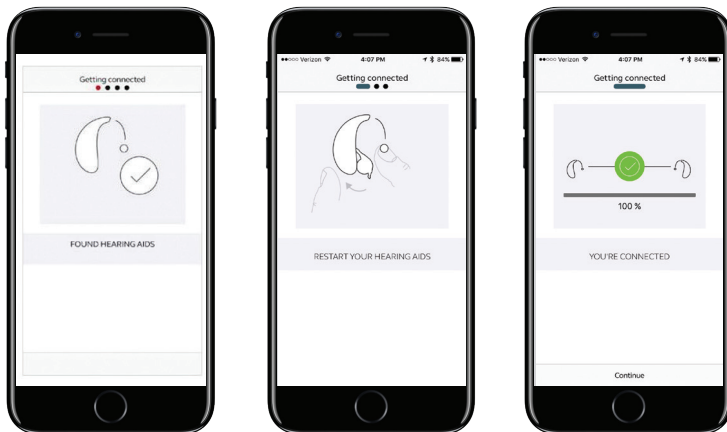 Getting connected
FOUND HEARING AIDS
Verizon 4:07 PM 84%
Getting connected
RESTART YOUR HEARING AIDS
Verizon 4:07 PM 84%
Getting connected
100 %
YOU'RE CONNECTED
Continue